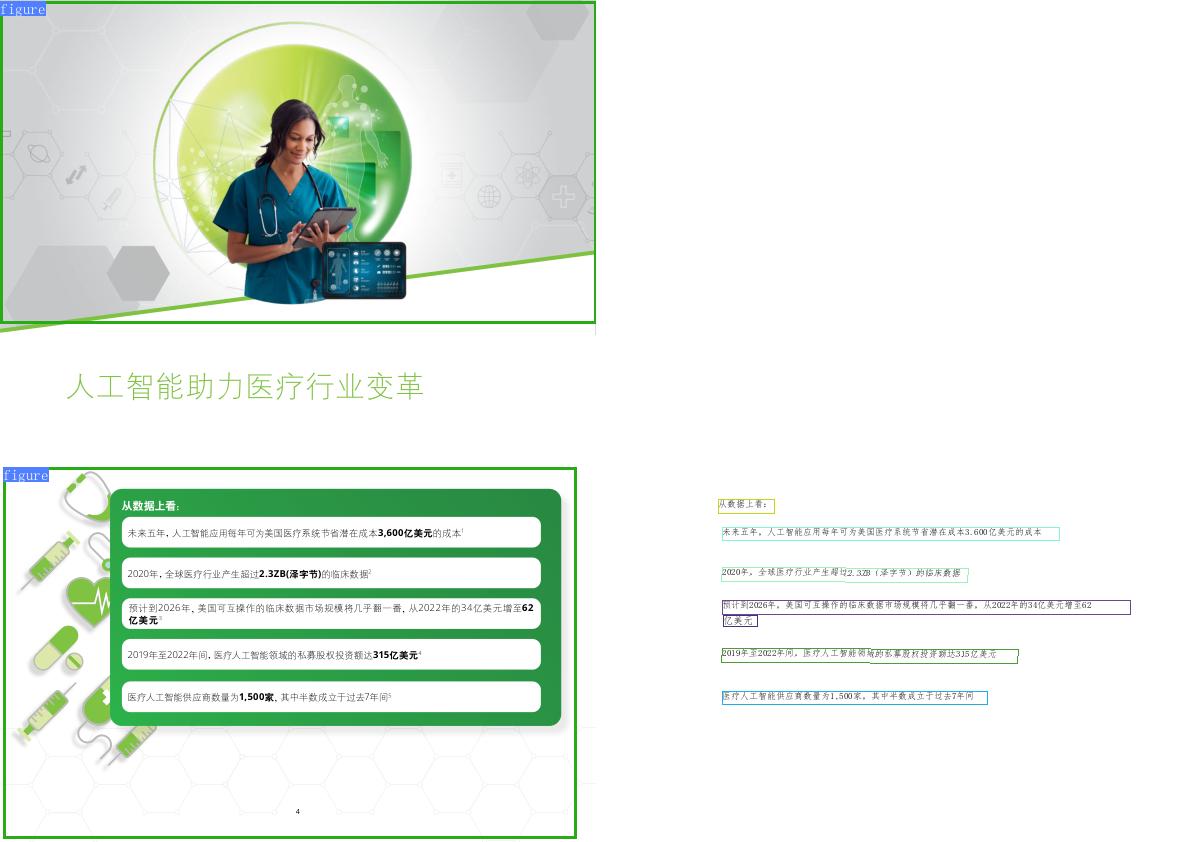 figure
人工智能助力医疗行业变革
figure
从数据上看：
未来五年，人工智能应用每年可为美国医疗系统节省潜在成本3,600亿美元的成本¹
2020年，全球医疗行业产生超过2.3ZB(泽字节)的临床数据²
预计到2026年，美国可互操作的临床数据市场规模将几乎翻一番，从2022年的34亿美元增至62
亿美元³
2019年至2022年间，医疗人工智能领域的私募股权投资额达315亿美元⁴
医疗人工智能供应商数量为1,500家，其中半数成立于过去7年间⁵
4
从数据上看：
未来五年，人工智能应用每年可为美国医疗系统节省潜在成本3.600亿美元的成本
2020年，全球医疗行业产生超过2.3ZB（泽字节）的临床数据
预计到2026年，美国可互操作的临床数据市场规模将几乎翻一番，从2022年的34亿美元增至62
亿美元
2019年至2022年间，医疗人工智能领域的私募股权投资额达315亿美元
医疗人工智能供应商数量为1,500家，其中半数成立于过去7年间